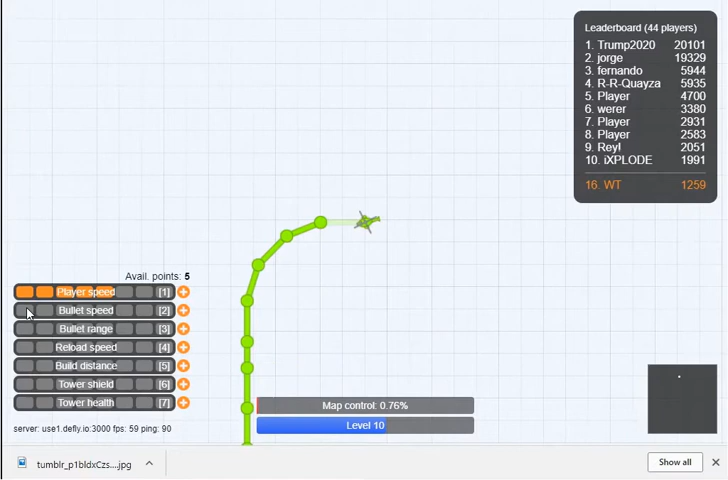 Leaderboard (44 players)
1. Trump2020 20101
2. jorge 19329
3. fernando 5944
4. R-R-Quayza 5935
5. Player 4700
6. werer 3380
7. Player 2931
8. Player 2583
9. Rey! 2051
10. iXPLODE 1991
16. WT 1259
Avail. points: 5
Player speed [1] +
Bullet speed [2] +
Bullet range [3] +
Reload speed [4] +
Build distance [5] +
Tower shield [6] +
Tower health [7] +
Map control: 0.76%
Level 10
server: use1.defly.io:3000 fps: 59 ping: 90
tumblr_p1bldxCzs....jpg
Show all